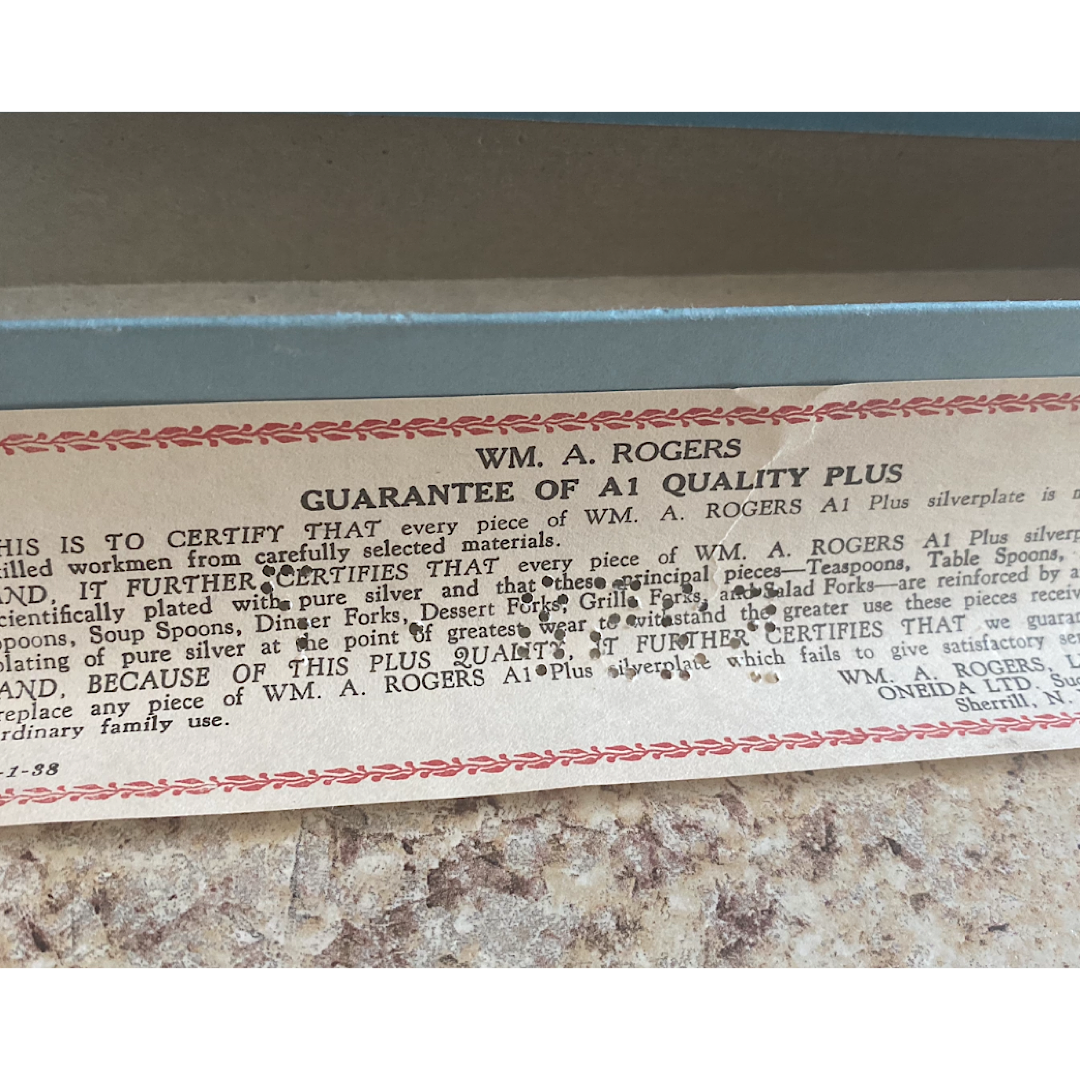 WM. A. ROGERS
GUARANTEE OF A1 QUALITY PLUS
HIS IS TO CERTIFY THAT every piece of WM. A. ROGERS A1 Plus silverplate is m
illed workmen from carefully selected materials.
AND, IT FURTHER CERTIFIES THAT every piece of WM. A. ROGERS A1 Plus silverp
cientifically plated with pure silver and that these principal pieces—Teaspoons, Table Spoons,
poons, Soup Spoons, Dinner Forks, Dessert Forks, Grille Forks, and Salad Forks—are reinforced by a
plating of pure silver at the point of greatest wear to withstand the greater use these pieces receiv
AND, BECAUSE OF THIS PLUS QUALITY, IT FURTHER CERTIFIES THAT we guaran
replace any piece of WM. A. ROGERS A1 Plus silverplate which fails to give satisfactory ser
rdinary family use.
WM. A. ROGERS, L
ONEIDA LTD. Suc
Sherrill, N.
-1-38